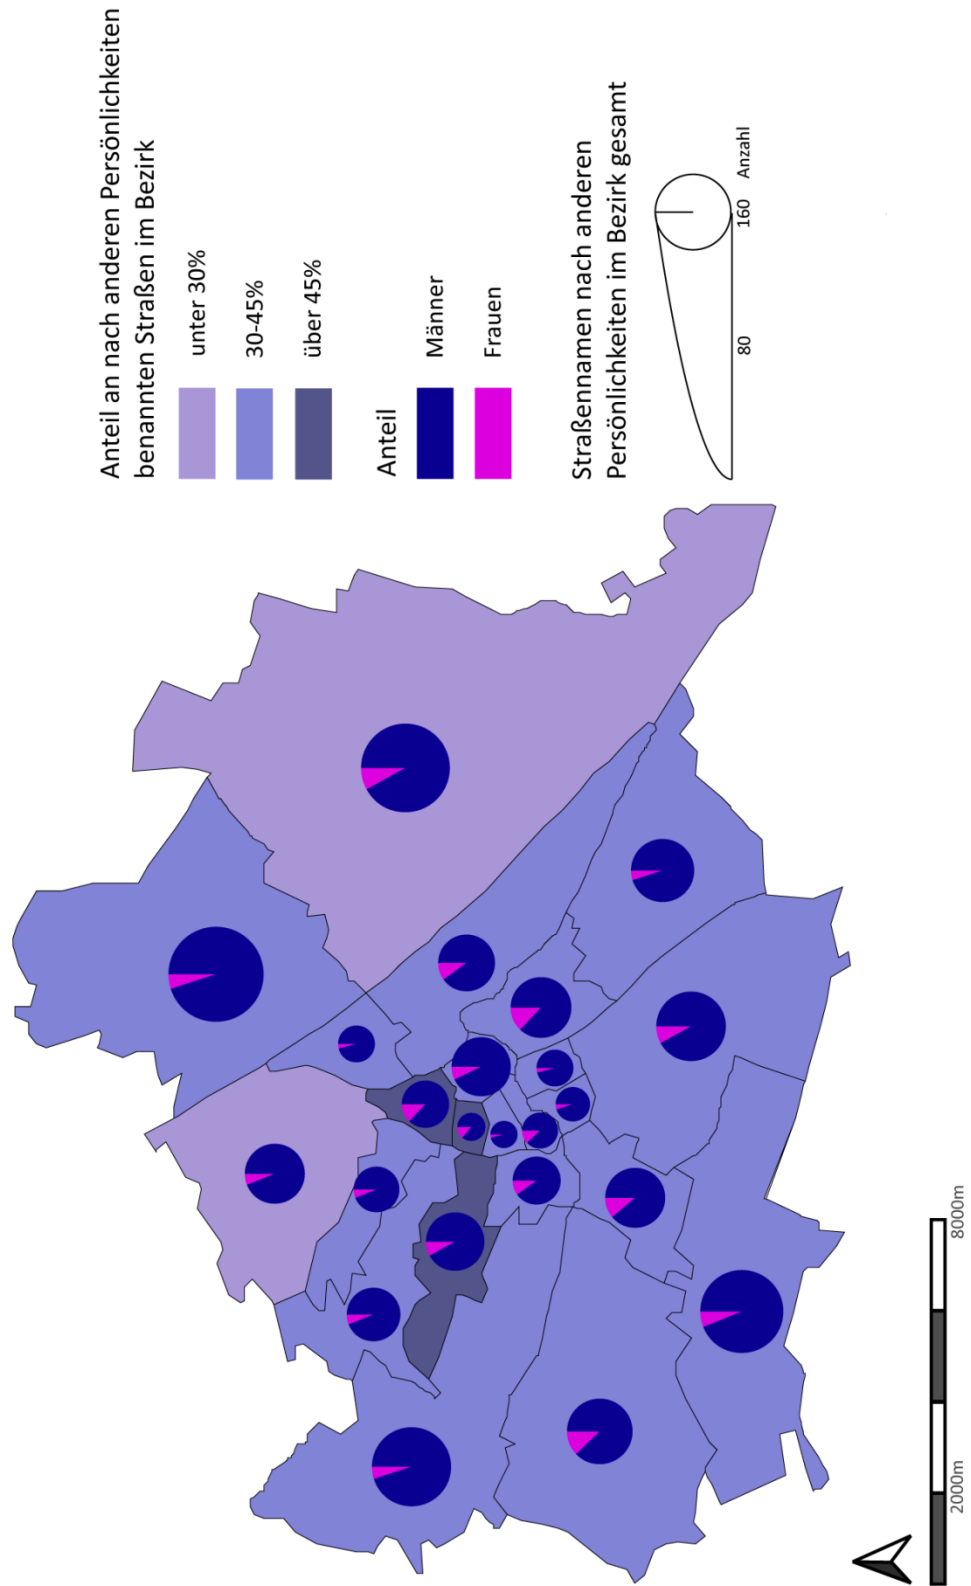 Anteil an nach anderen Persönlichkeiten
benannten Straßen im Bezirk
unter 30%
30-45%
über 45%
Anteil
Männer
Frauen
Straßennamen nach anderen
Persönlichkeiten im Bezirk gesamt
80
160
Anzahl
2000m
8000m